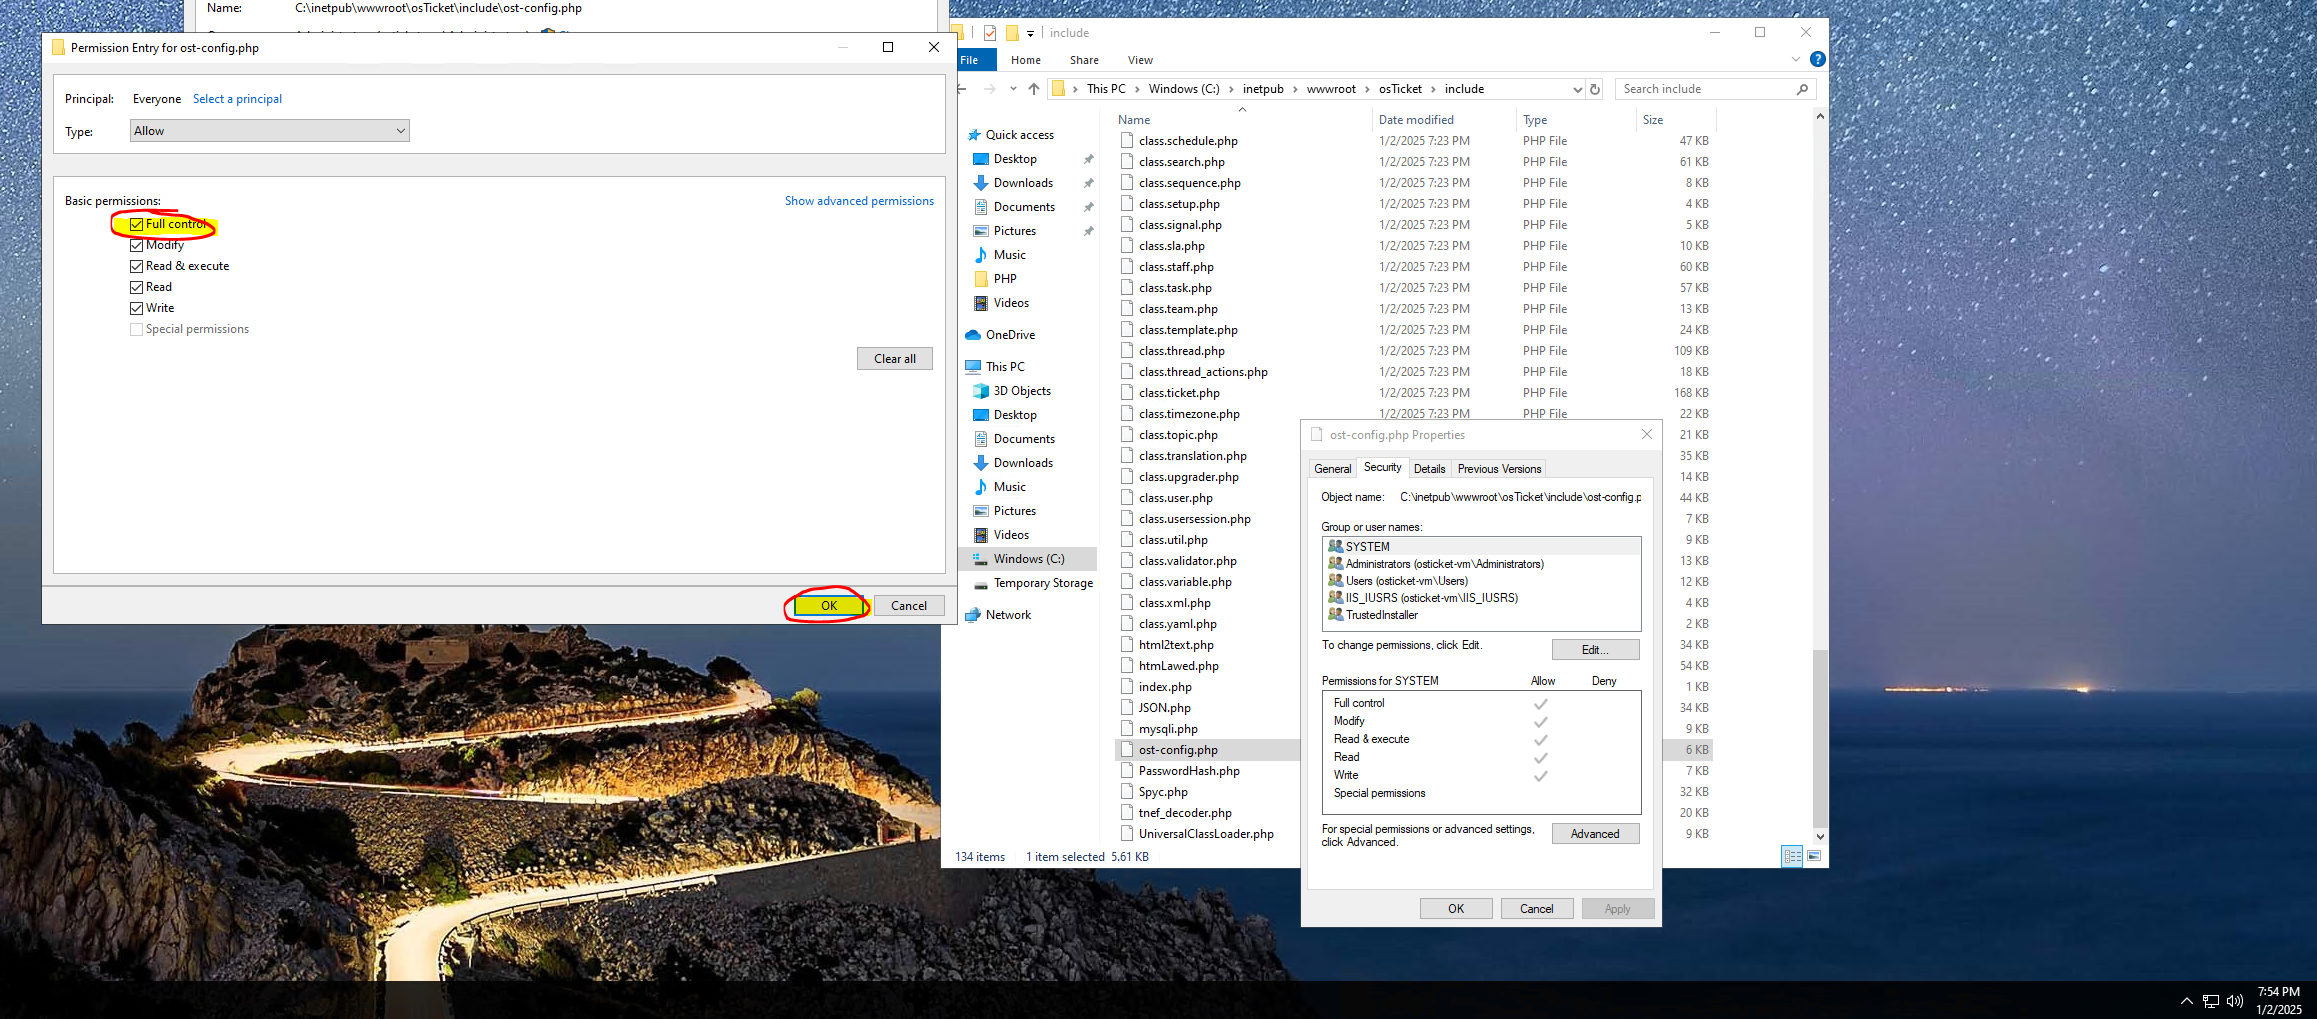 Name: C:\inetpub\wwwroot\osTicket\include\ost-config.php
Permission Entry for ost-config.php
Principal: Everyone Select a principal
Type: Allow
Basic permissions: Show advanced permissions
Full control
Modify
Read & execute
Read
Write
Special permissions
Clear all
OK Cancel
include
File Home Share View
This PC > Windows (C:) > inetpub > wwwroot > osTicket > include
Search include
Quick access
Desktop
Downloads
Documents
Pictures
Music
PHP
Videos
OneDrive
This PC
3D Objects
Desktop
Documents
Downloads
Music
Pictures
Videos
Windows (C:)
Temporary Storage
Network
Name Date modified Type Size
class.schedule.php 1/2/2025 7:23 PM PHP File 47 KB
class.search.php 1/2/2025 7:23 PM PHP File 61 KB
class.sequence.php 1/2/2025 7:23 PM PHP File 8 KB
class.setup.php 1/2/2025 7:23 PM PHP File 4 KB
class.signal.php 1/2/2025 7:23 PM PHP File 5 KB
class.sla.php 1/2/2025 7:23 PM PHP File 10 KB
class.staff.php 1/2/2025 7:23 PM PHP File 60 KB
class.task.php 1/2/2025 7:23 PM PHP File 57 KB
class.team.php 1/2/2025 7:23 PM PHP File 13 KB
class.template.php 1/2/2025 7:23 PM PHP File 24 KB
class.thread.php 1/2/2025 7:23 PM PHP File 109 KB
class.thread_actions.php 1/2/2025 7:23 PM PHP File 18 KB
class.ticket.php 1/2/2025 7:23 PM PHP File 168 KB
class.timezone.php 1/2/2025 7:23 PM PHP File 22 KB
class.topic.php 21 KB
class.translation.php 35 KB
class.upgrader.php 14 KB
class.user.php 44 KB
class.usersession.php 7 KB
class.util.php 9 KB
class.validator.php 13 KB
class.variable.php 12 KB
class.xml.php 4 KB
class.yaml.php 2 KB
html2text.php 34 KB
htmLawed.php 54 KB
index.php 1 KB
JSON.php 34 KB
mysqli.php 9 KB
ost-config.php 6 KB
PasswordHash.php 7 KB
Spyc.php 32 KB
tnef_decoder.php 20 KB
UniversalClassLoader.php 9 KB
134 items 1 item selected 5.61 KB
ost-config.php Properties
General Security Details Previous Versions
Object name: C:\inetpub\wwwroot\osTicket\include\ost-config.p
Group or user names:
SYSTEM
Administrators (osticket-vm\Administrators)
Users (osticket-vm\Users)
IIS_IUSRS (osticket-vm\IIS_IUSRS)
TrustedInstaller
To change permissions, click Edit.
Edit...
Permissions for SYSTEM Allow Deny
Full control
Modify
Read & execute
Read
Write
Special permissions
For special permissions or advanced settings,
click Advanced.
Advanced
OK Cancel Apply
7:54 PM
1/2/2025